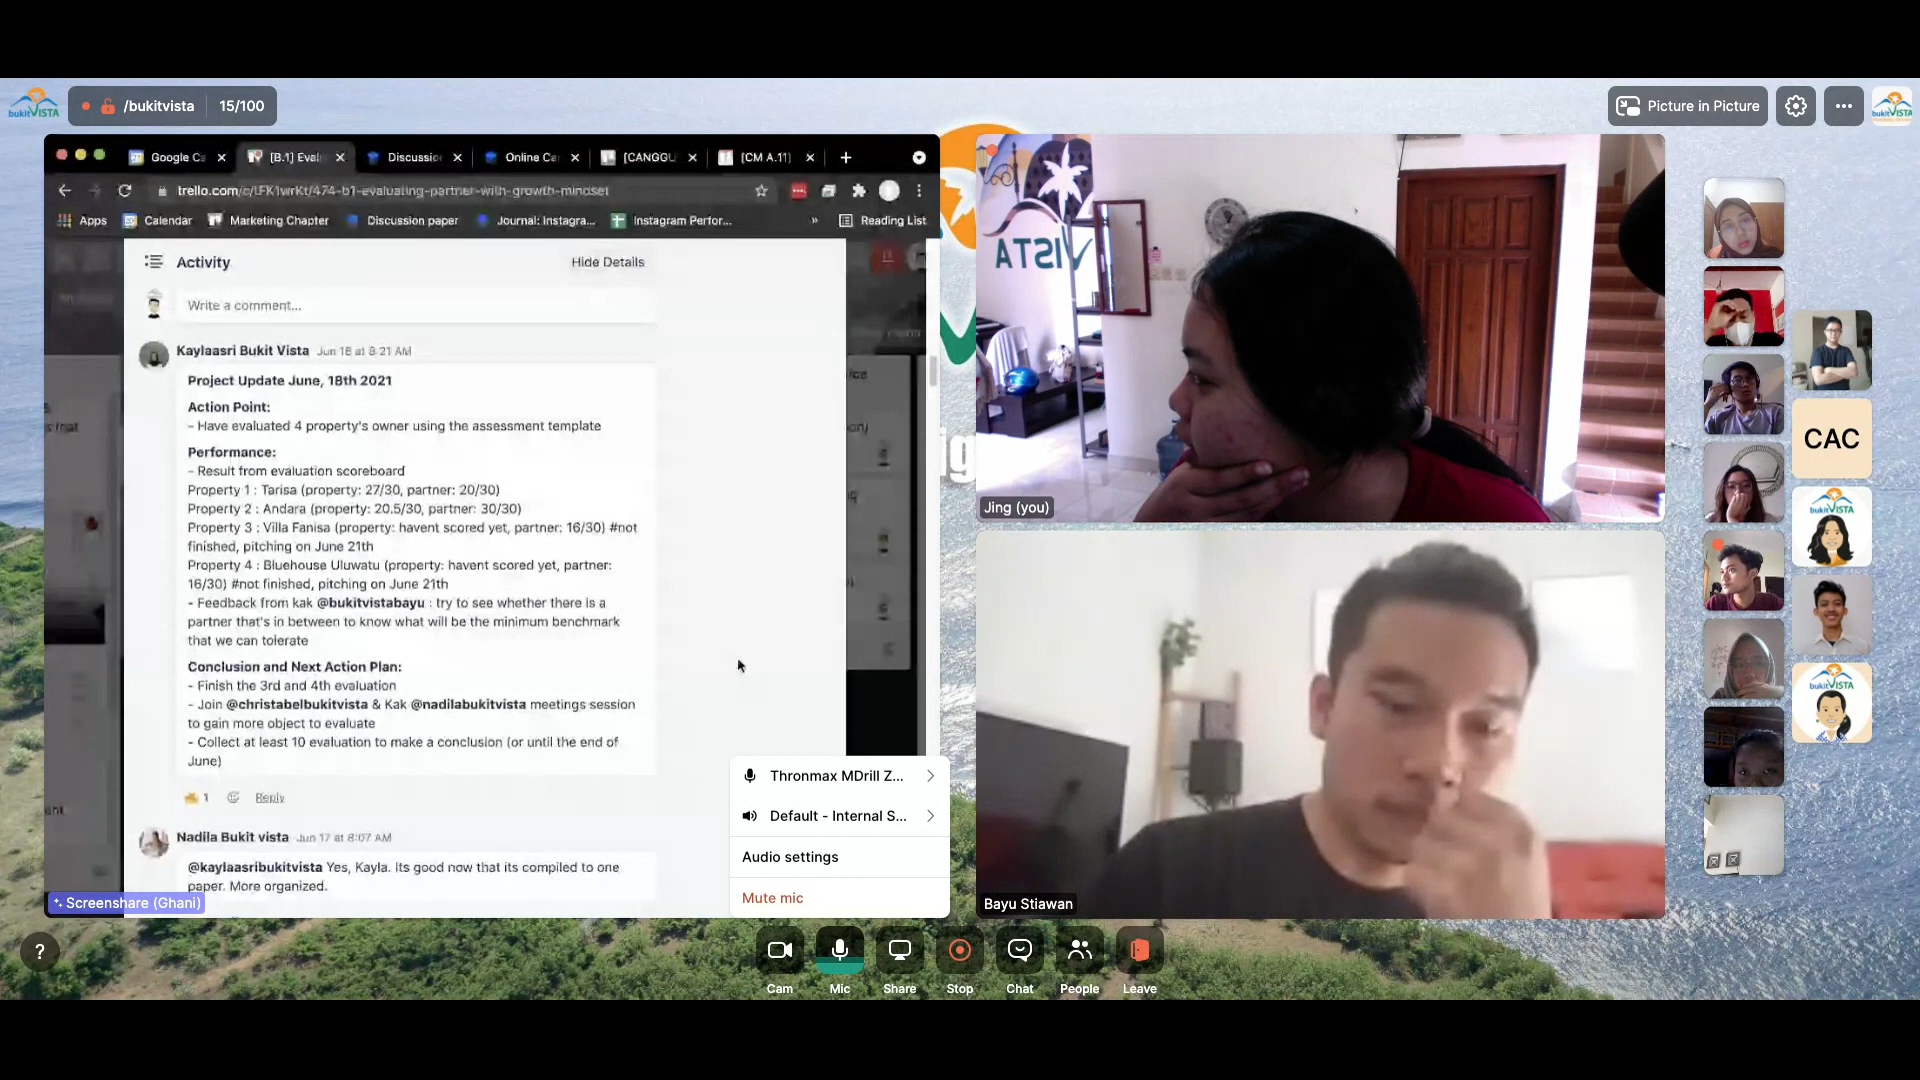 bukitVISTA
/bukitvista
15/100
Picture in Picture
bukitVISTA
Google Ca
[B.1] Eval
Discussion
Online Ca
[CANGGU
[CM A.11]
trello.com/c/LFK1wrKt/474-b1-evaluating-partner-with-growth-mindset
Apps
Calendar
Marketing Chapter
Discussion paper
Journal: Instagra...
Instagram Perfor...
»
Reading List
Activity
Hide Details
Write a comment...
Kaylaasri Bukit Vista Jun 18 at 8:21 AM
Project Update June, 18th 2021
Action Point:
- Have evaluated 4 property's owner using the assessment template
Performance:
- Result from evaluation scoreboard
Property 1 : Tarisa (property: 27/30, partner: 20/30)
Property 2 : Andara (property: 20.5/30, partner: 30/30)
Property 3 : Villa Fanisa (property: havent scored yet, partner: 16/30) #not
finished, pitching on June 21th
Property 4 : Bluehouse Uluwatu (property: havent scored yet, partner:
16/30) #not finished, pitching on June 21th
- Feedback from kak @bukitvistabayu : try to see whether there is a
partner that's in between to know what will be the minimum benchmark
that we can tolerate
Conclusion and Next Action Plan:
- Finish the 3rd and 4th evaluation
- Join @christabelbukitvista & Kak @nadilabukitvista meetings session
to gain more object to evaluate
- Collect at least 10 evaluation to make a conclusion (or until the end of
June)
1
Reply
Nadila Bukit vista Jun 17 at 8:07 AM
@kaylaasribukitvista Yes, Kayla. Its good now that its compiled to one
paper. More organized.
Screenshare (Ghani)
Thronmax MDrill Z...
Default - Internal S...
Audio settings
Mute mic
VISTA
Jing (you)
Bayu Stiawan
CAC
bukitVISTA
bukitVISTA
?
Cam
Mic
Share
Stop
Chat
People
Leave